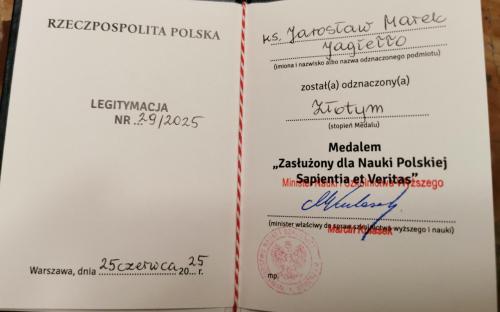 RZECZPOSPOLITA POLSKA
LEGITYMACJA
NR ...29/2025
Warszawa, dnia 25 czerwca 2025 r.
ks. Jarosław Marek
Jagiełło
(imiona i nazwisko albo nazwa odznaczonego podmiotu)
został(a) odznaczony(a)
Złotym
(stopień Medalu)
Medalem
„Zasłużony dla Nauki Polskiej
Sapientia et Veritas”
Minister Nauki i Szkolnictwa Wyższego
(minister właściwy do spraw szkolnictwa wyższego i nauki)
Marcin Kulasek
mp.